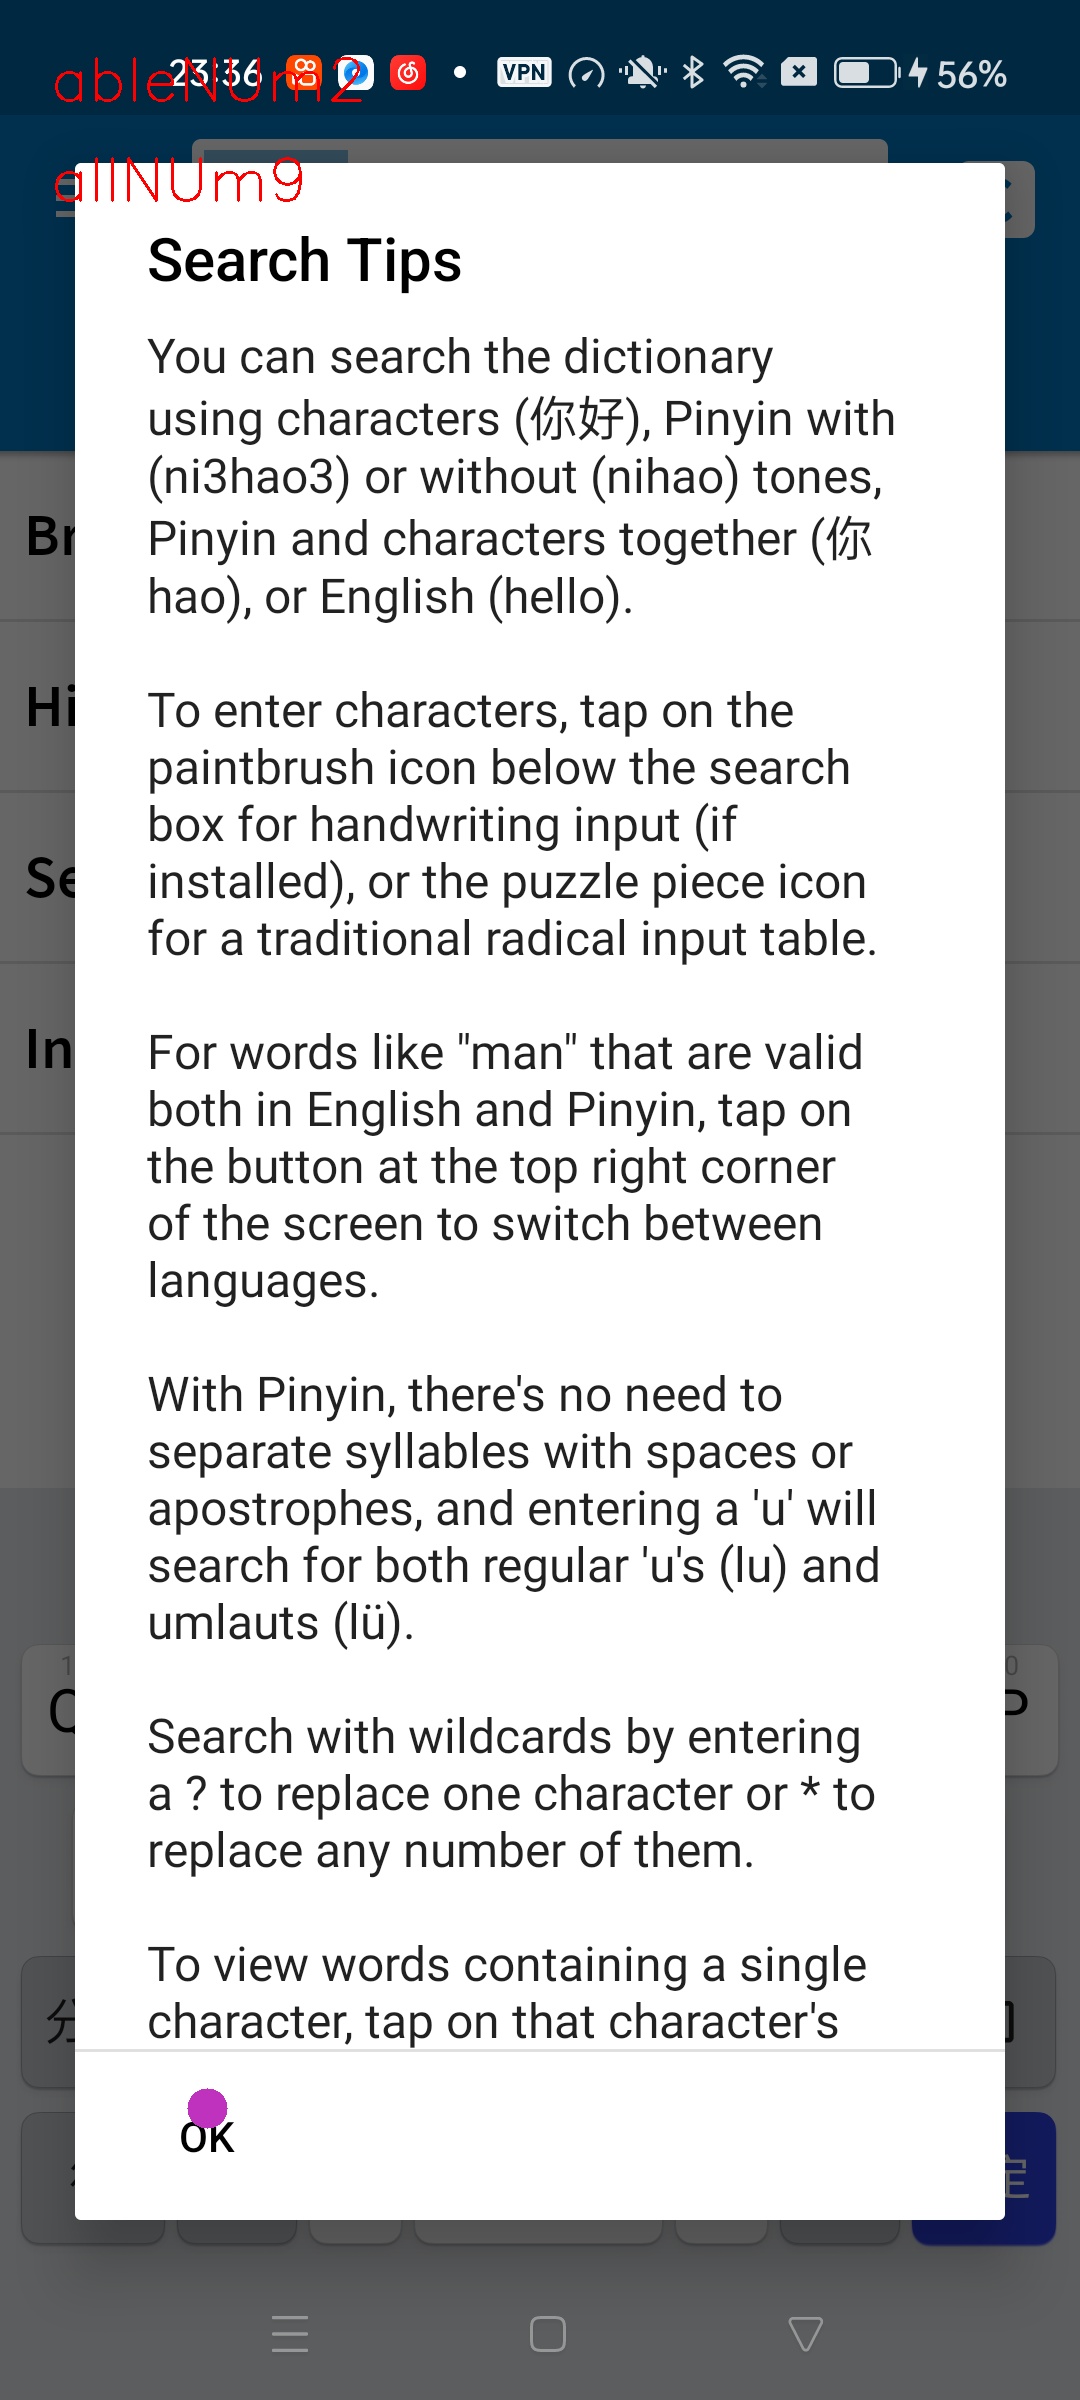 ableNUm2
23:36 VPN 56%
allNUm9
Search Tips
You can search the dictionary
using characters (你好), Pinyin with
(ni3hao3) or without (nihao) tones,
Pinyin and characters together (你
hao), or English (hello).
To enter characters, tap on the
paintbrush icon below the search
box for handwriting input (if
installed), or the puzzle piece icon
for a traditional radical input table.
For words like "man" that are valid
both in English and Pinyin, tap on
the button at the top right corner
of the screen to switch between
languages.
With Pinyin, there's no need to
separate syllables with spaces or
apostrophes, and entering a 'u' will
search for both regular 'u's (lu) and
umlauts (lü).
Search with wildcards by entering
a ? to replace one character or * to
replace any number of them.
To view words containing a single
character, tap on that character's
OK